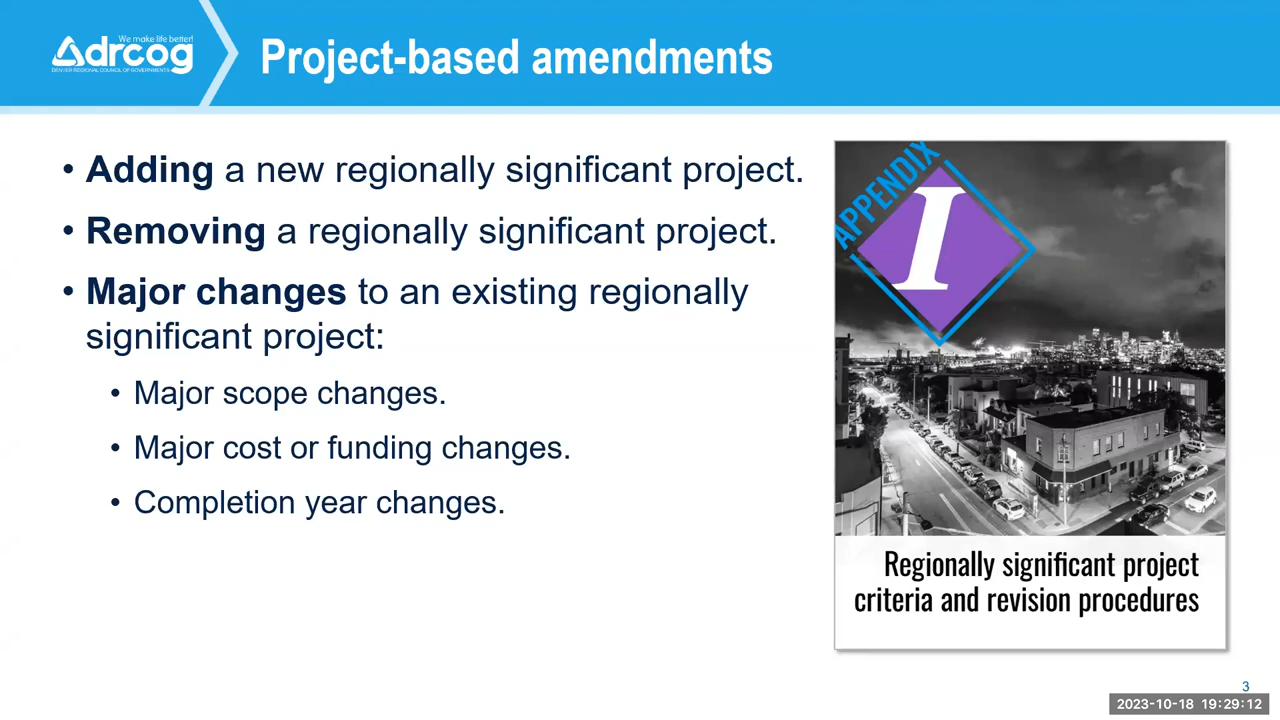 We make life better!
drcog
DENVER REGIONAL COUNCIL OF GOVERNMENTS
Project-based amendments
• Adding a new regionally significant project.
• Removing a regionally significant project.
• Major changes to an existing regionally
significant project:
• Major scope changes.
• Major cost or funding changes.
• Completion year changes.
APPENDIX
I
Regionally significant project
criteria and revision procedures
3
2023-10-18 19:29:12